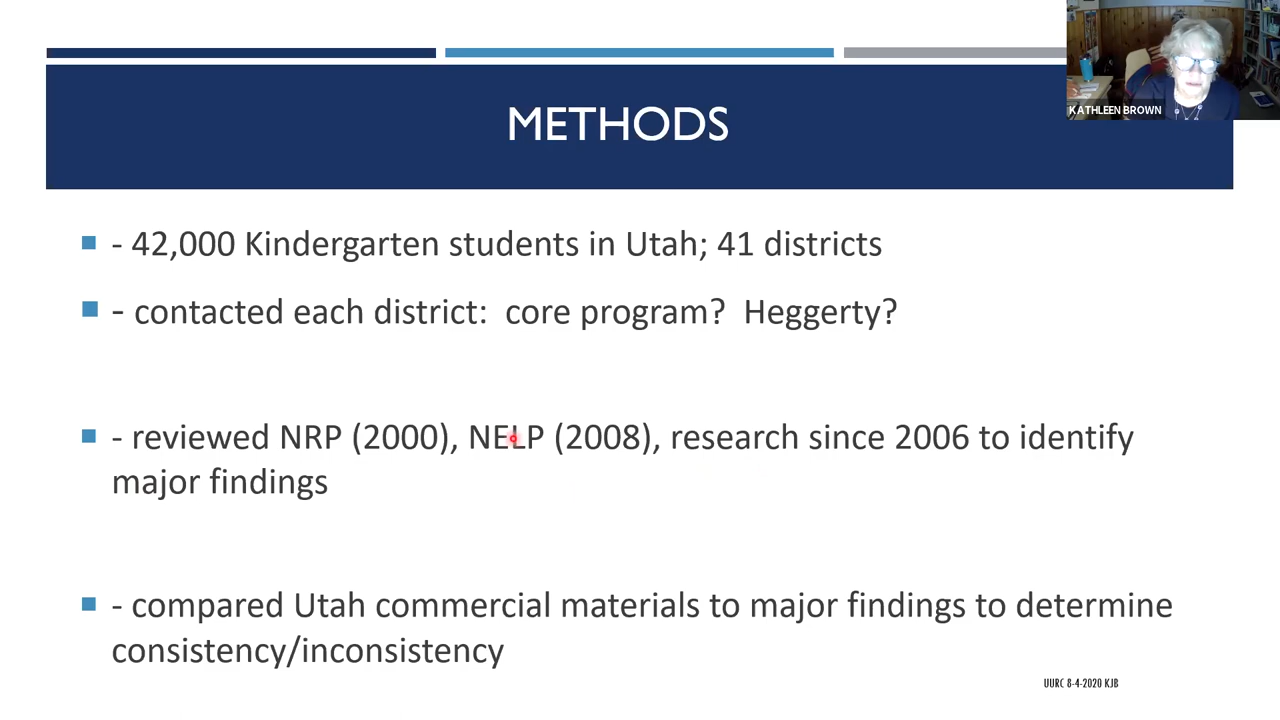 KATHLEEN BROWN
METHODS
- 42,000 Kindergarten students in Utah; 41 districts
- contacted each district: core program? Heggerty?
- reviewed NRP (2000), NELP (2008), research since 2006 to identify
major findings
- compared Utah commercial materials to major findings to determine
consistency/inconsistency
UURC 8-4-2020 KJB